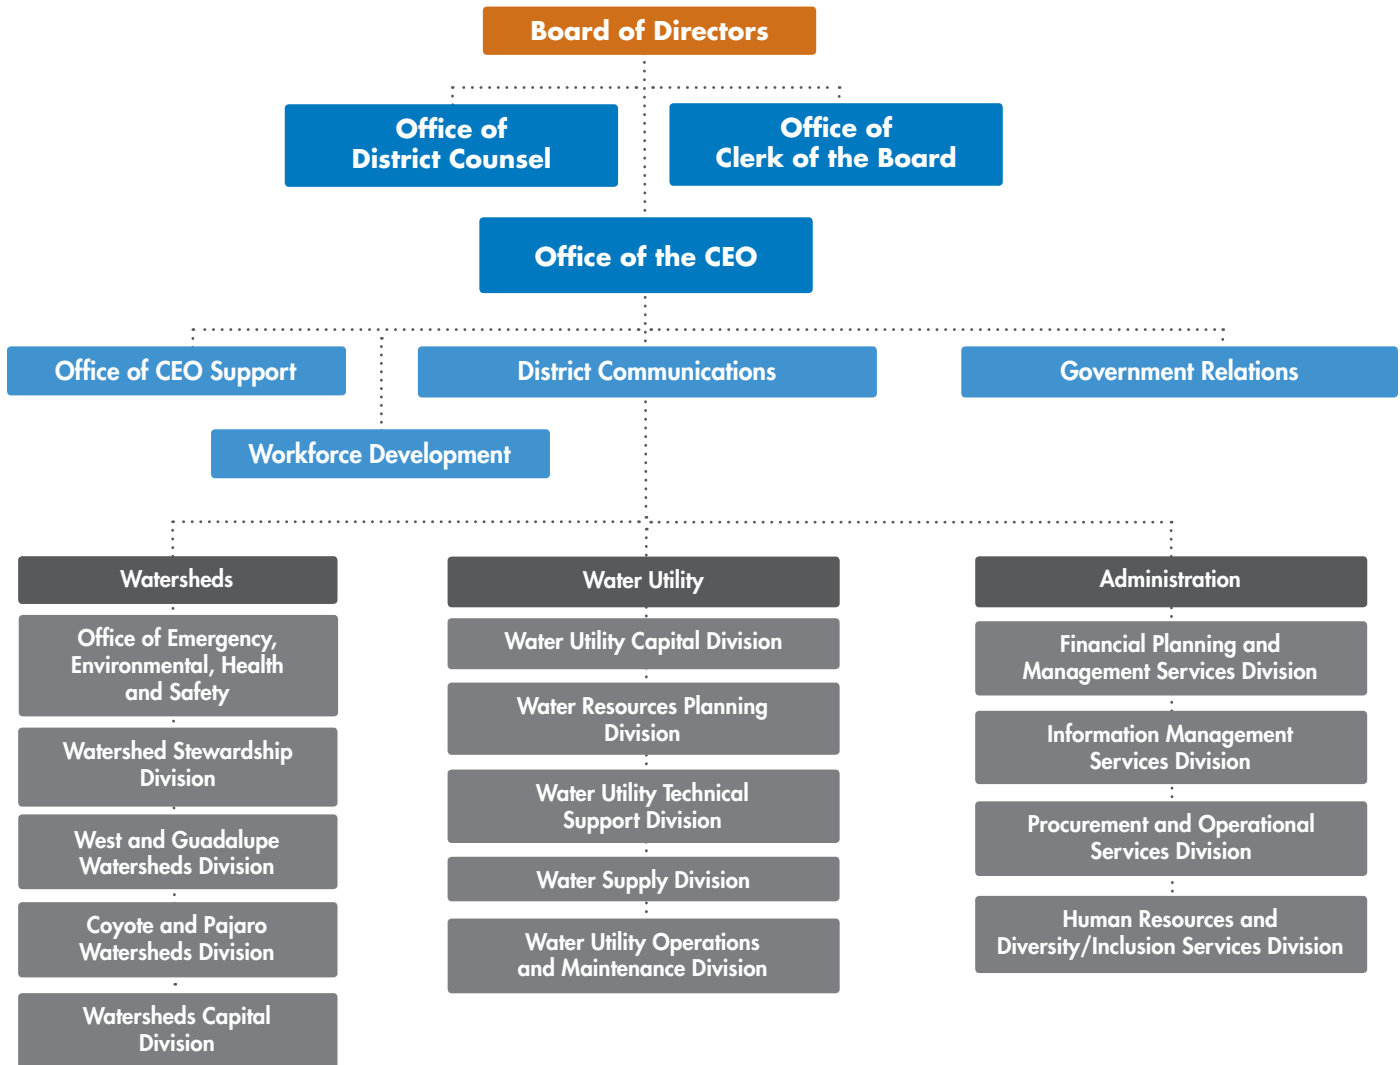 Board of Directors
Office of
District Counsel
Office of
Clerk of the Board
Office of the CEO
Office of CEO Support
District Communications
Government Relations
Workforce Development
Watersheds
Office of Emergency,
Environmental, Health
and Safety
Watershed Stewardship
Division
West and Guadalupe
Watersheds Division
Coyote and Pajaro
Watersheds Division
Watersheds Capital
Division
Water Utility
Water Utility Capital Division
Water Resources Planning
Division
Water Utility Technical
Support Division
Water Supply Division
Water Utility Operations
and Maintenance Division
Administration
Financial Planning and
Management Services Division
Information Management
Services Division
Procurement and Operational
Services Division
Human Resources and
Diversity/Inclusion Services Division